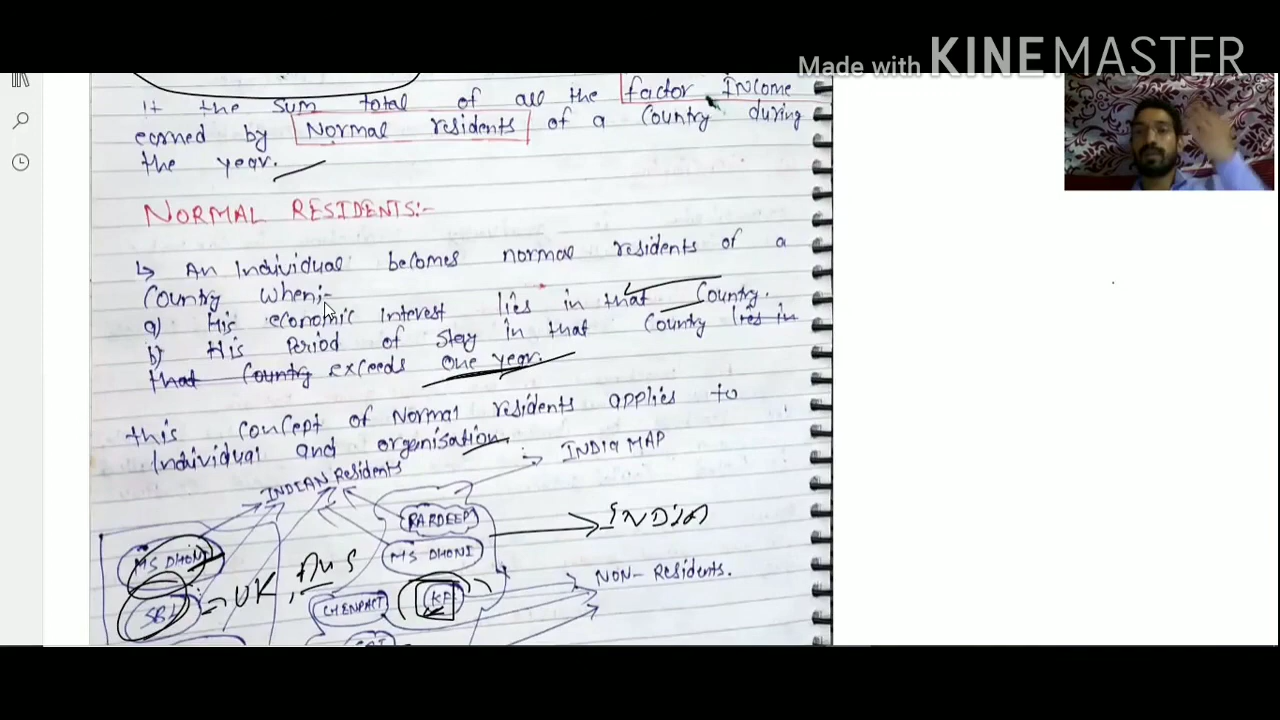 Made with KINEMASTER
It the sum total of all the factor Income
earned by Normal residents of a Country during
the year.
NORMAL RESIDENTS:-
↳ An Individual becomes normal residents of a
Country when:-
a) His economic Interest lies in that Country.
b) His Period of stay in that Country lies in
that Country exceeds One year.
this concept of Normal residents applies to
Individual and organisation
INDIA MAP
INDIAN Residents
PARDEEP
INDIA
MS DHONI
MS DHONI
NON- Residents.
SBI
UK, AUS
KF